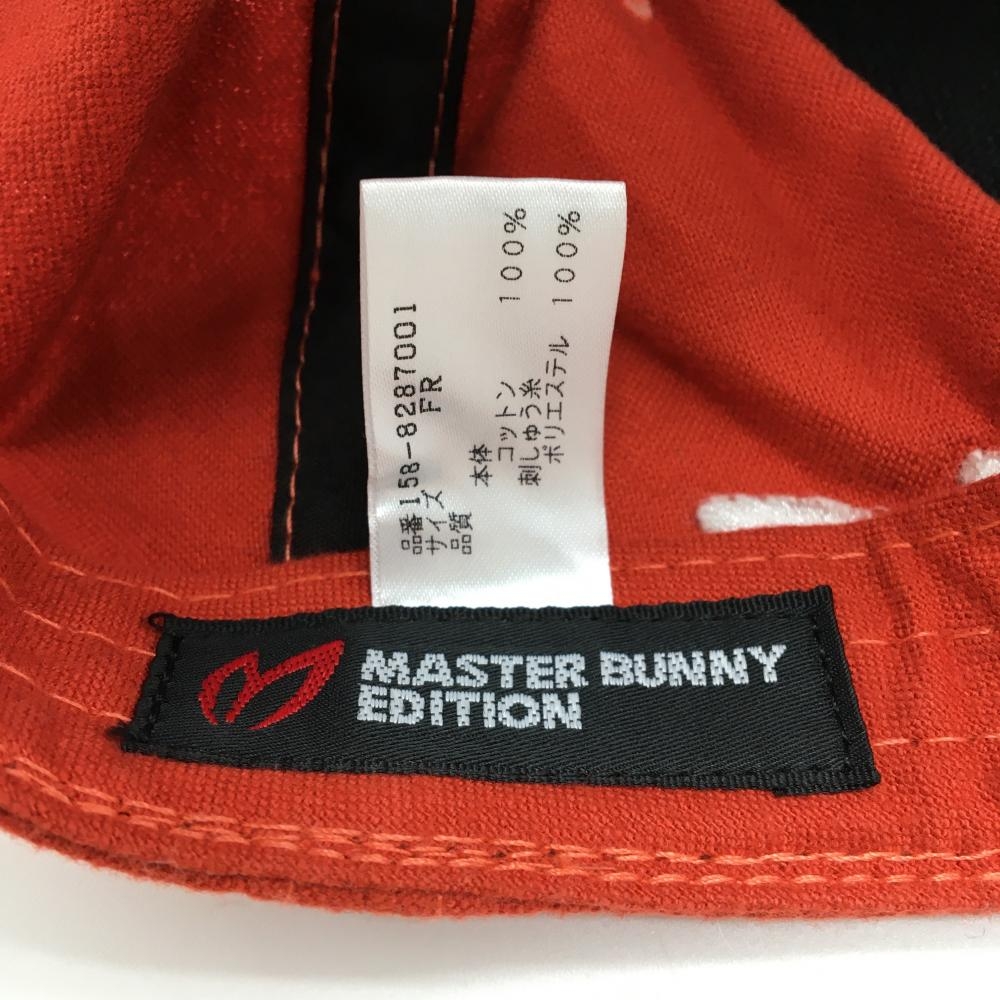 品番 158-8287001
サイズ FR
品質
本体
コットン 100%
刺しゅう糸
ポリエステル 100%
MASTER BUNNY
EDITION